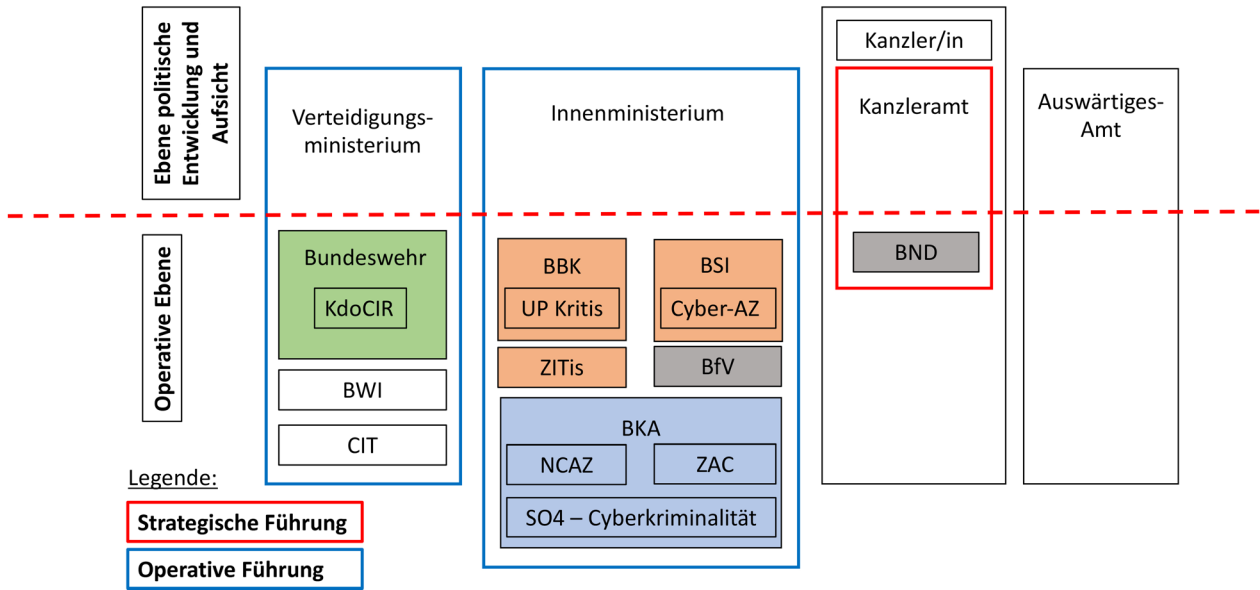 Ebene politische
Entwicklung und
Aufsicht
Verteidigungs-
ministerium
Innenministerium
Kanzler/in
Kanzleramt
Auswärtiges-
Amt
Operative Ebene
Bundeswehr
KdoCIR
BWI
CIT
BBK
UP Kritis
BSI
Cyber-AZ
ZITis
BfV
BKA
NCAZ
ZAC
SO4 – Cyberkriminalität
BND
Legende:
Strategische Führung
Operative Führung